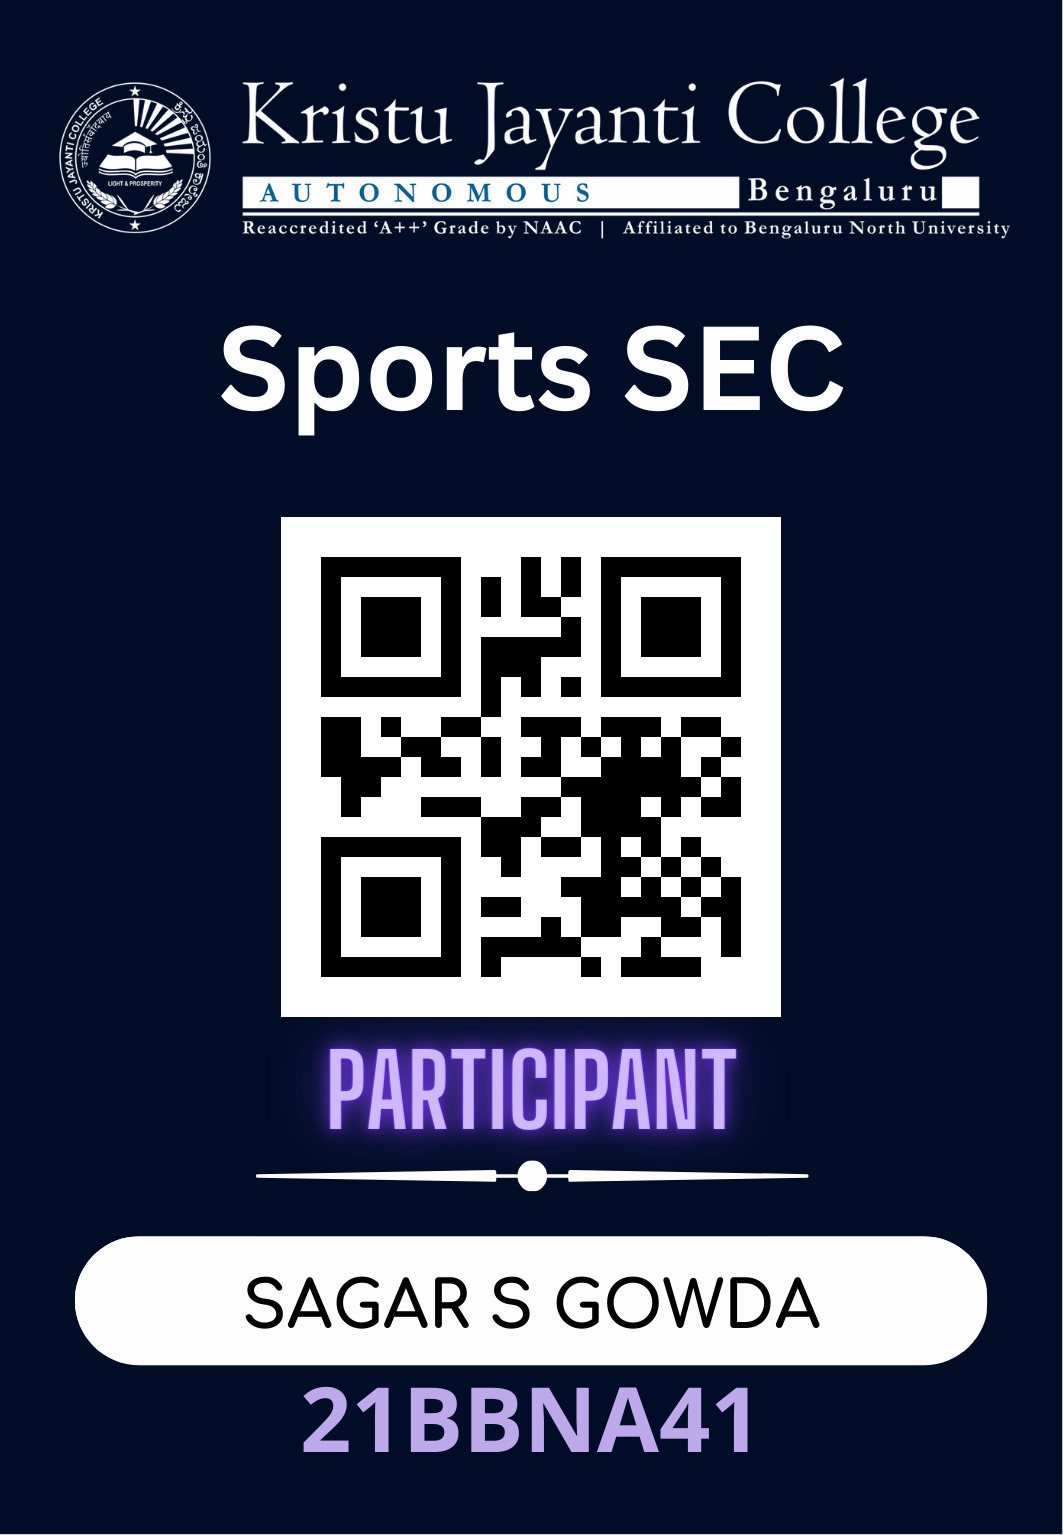 Kristu Jayanti College
AUTONOMOUS Bengaluru
Reaccredited ‘A++’ Grade by NAAC | Affiliated to Bengaluru North University
KRISTU JAYANTI COLLEGE
LIGHT & PROSPERITY
Sports SEC
PARTICIPANT
SAGAR S GOWDA
21BBNA41